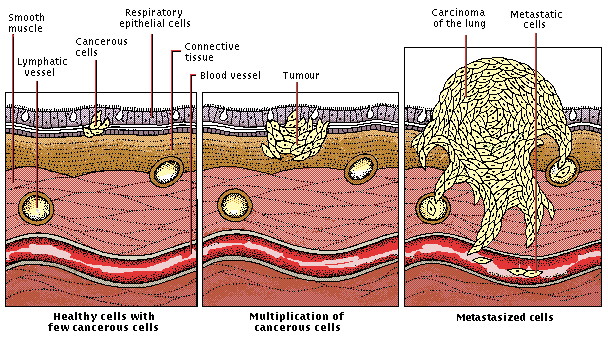 Smooth
muscle
Respiratory
epithelial cells
Cancerous
cells
Lymphatic
vessel
Connective
tissue
Blood vessel
Tumour
Carcinoma
of the lung
Metastatic
cells
Healthy cells with
few cancerous cells
Multiplication of
cancerous cells
Metastasized cells